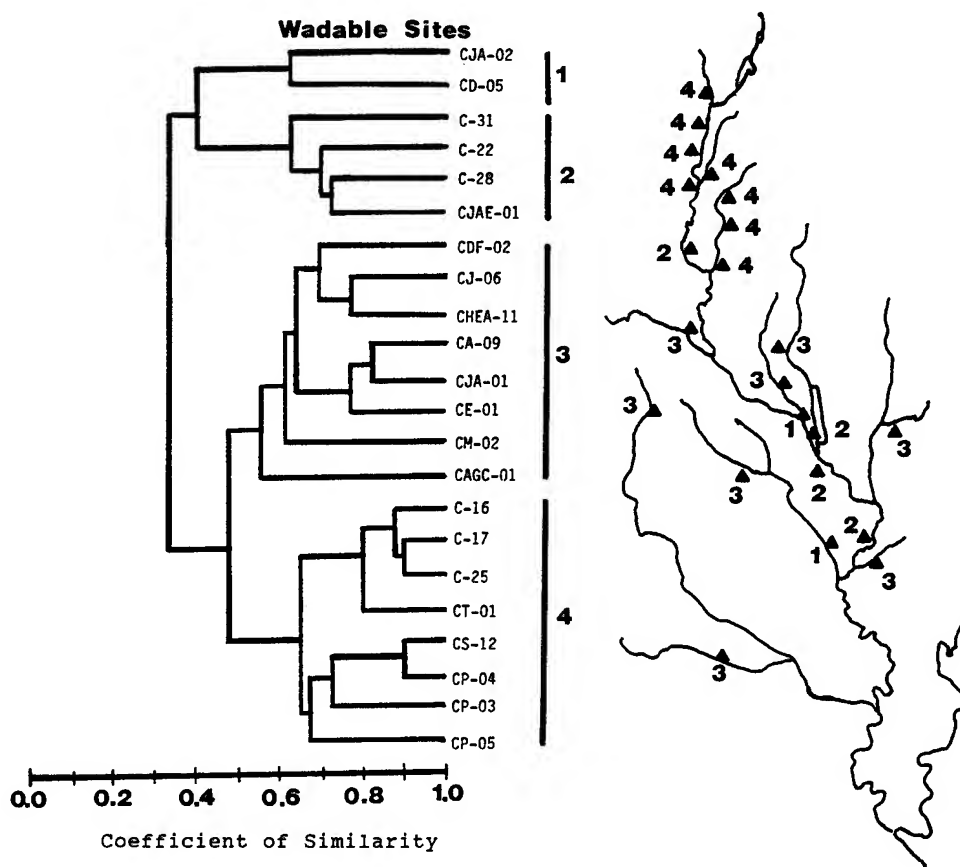 Wadable Sites
CJA-02
CD-05
1
C-31
C-22
C-28
CJAE-01
2
CDF-02
CJ-06
CHEA-11
CA-09
CJA-01
CE-01
CM-02
CAGC-01
3
C-16
C-17
C-25
CT-01
CS-12
CP-04
CP-03
CP-05
4
0.0 0.2 0.4 0.6 0.8 1.0
Coefficient of Similarity
4
4
4
4
4
4
4
2 4
3
3
3
3
1 2
3
3
2
2
1
3
3